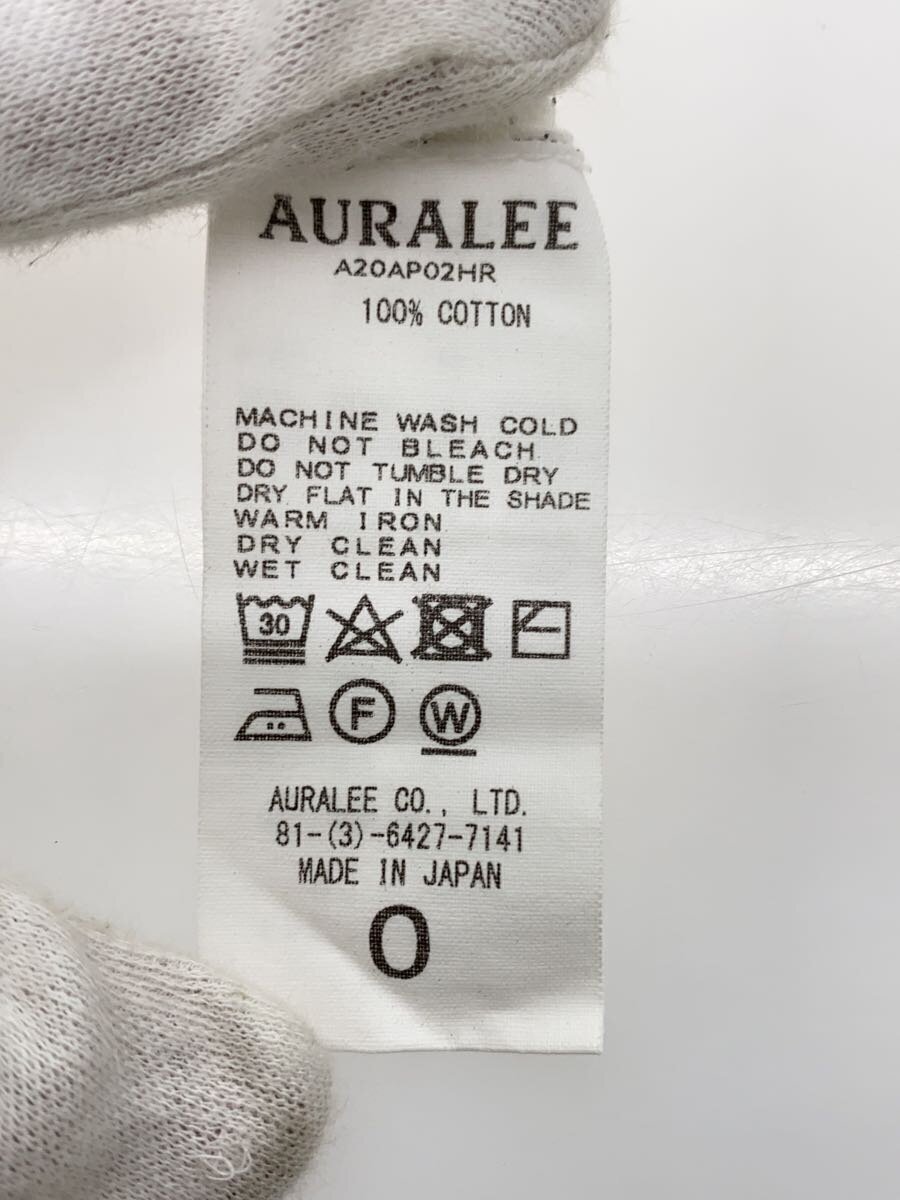 AURALEE
A20AP02HR
100% COTTON
MACHINE WASH COLD
DO NOT BLEACH
DO NOT TUMBLE DRY
DRY FLAT IN THE SHADE
WARM IRON
DRY CLEAN
WET CLEAN
30
F W
AURALEE CO., LTD.
81-(3)-6427-7141
MADE IN JAPAN
0